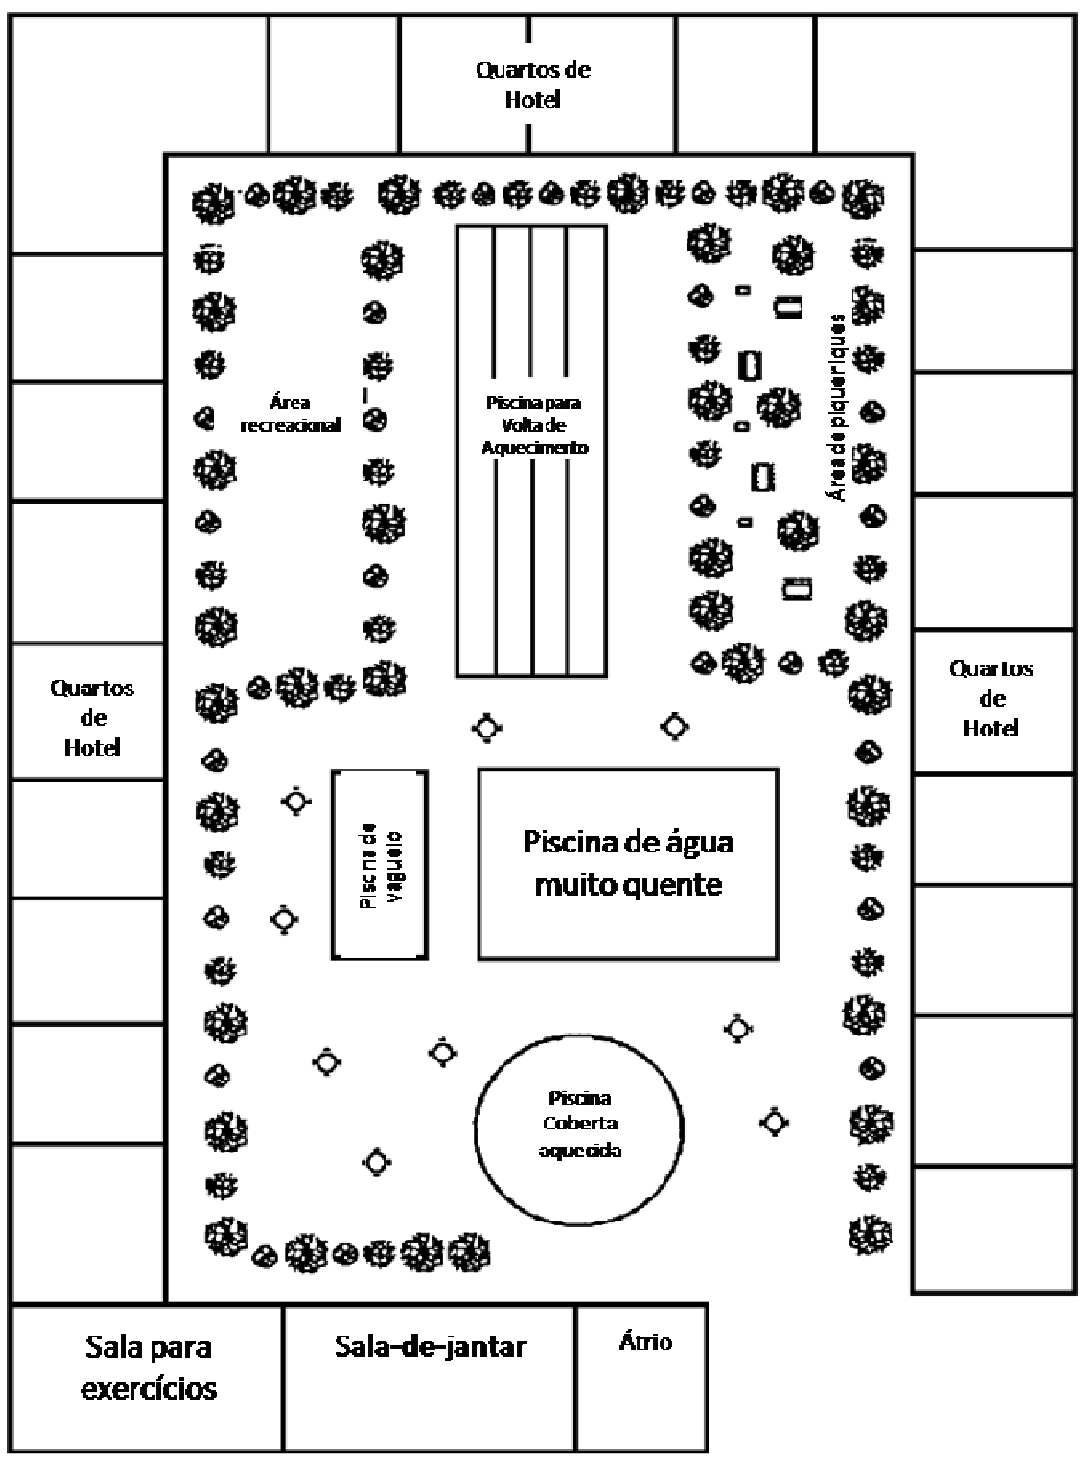 Quartos de
Hotel
Área
recreacional
Piscina para
Volta de
Aquecimento
Área de piqueniques
Quartos
de
Hotel
Quartos
de
Hotel
Piscina de
Piscina de água
muito quente
Piscina
Coberta
aquecida
Sala para
exercícios
Sala-de-jantar
Átrio